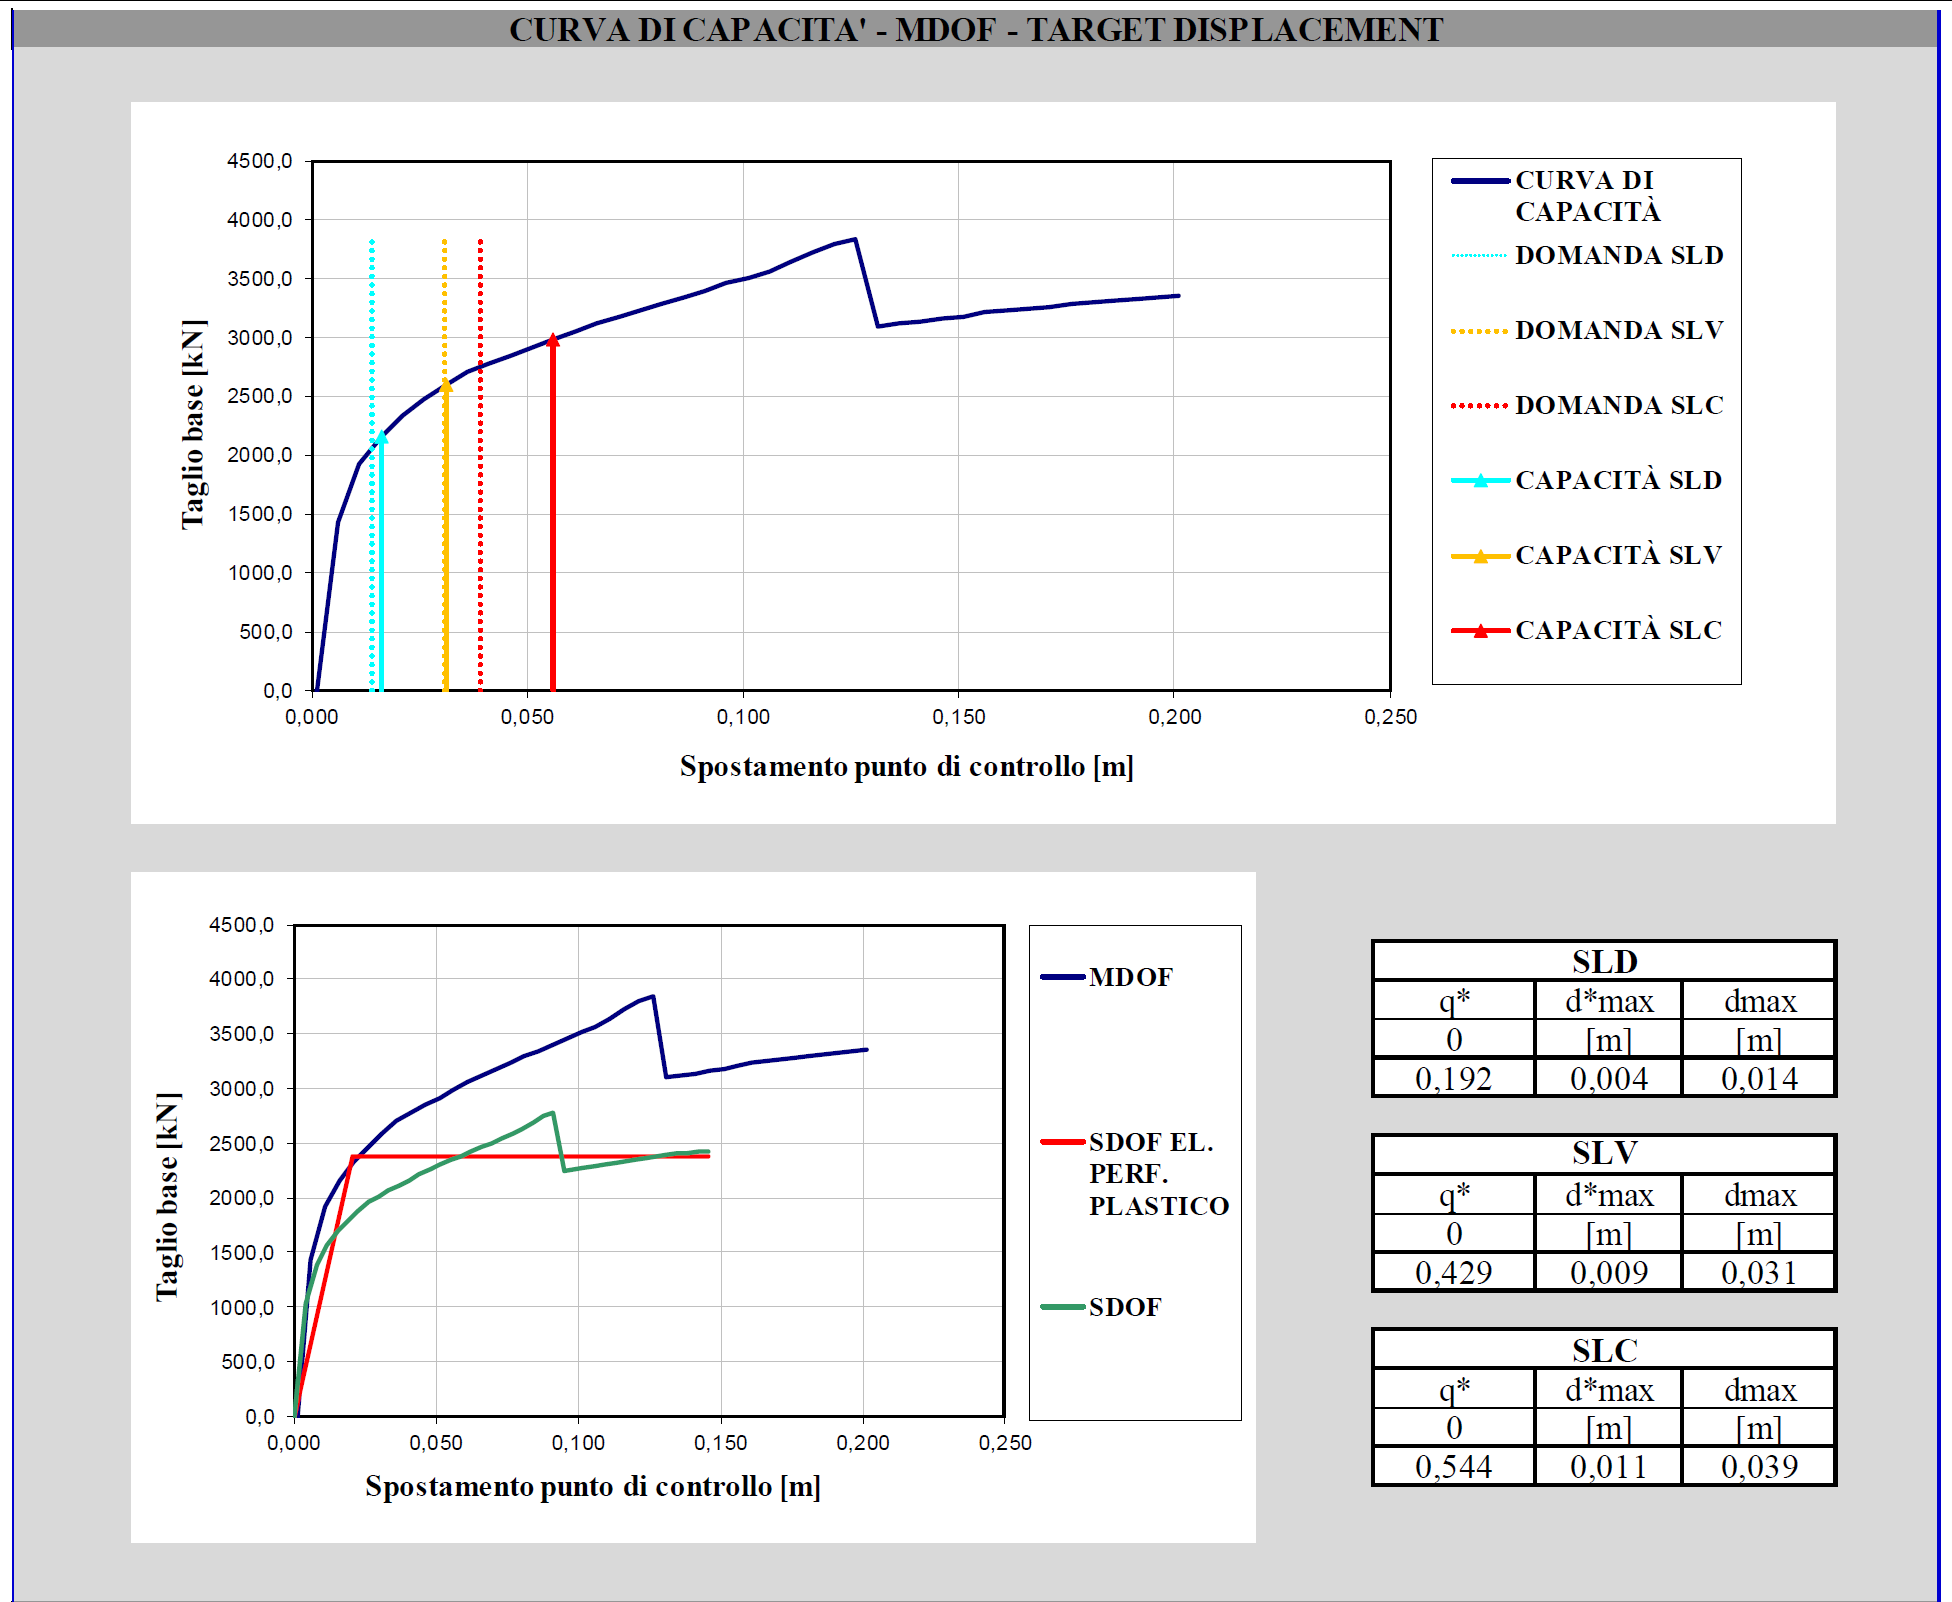 CURVA DI CAPACITA' - MDOF - TARGET DISPLACEMENT
4500,0
4000,0
3500,0
3000,0
2500,0
2000,0
1500,0
1000,0
500,0
0,0
Taglio base [kN]
0,000 0,050 0,100 0,150 0,200 0,250
Spostamento punto di controllo [m]
CURVA DI
CAPACITÀ
DOMANDA SLD
DOMANDA SLV
DOMANDA SLC
CAPACITÀ SLD
CAPACITÀ SLV
CAPACITÀ SLC
4500,0
4000,0
3500,0
3000,0
2500,0
2000,0
1500,0
1000,0
500,0
0,0
Taglio base [kN]
0,000 0,050 0,100 0,150 0,200 0,250
Spostamento punto di controllo [m]
MDOF
SDOF EL.
PERF.
PLASTICO
SDOF
SLD
q* d*max dmax
0 [m] [m]
0,192 0,004 0,014
SLV
q* d*max dmax
0 [m] [m]
0,429 0,009 0,031
SLC
q* d*max dmax
0 [m] [m]
0,544 0,011 0,039